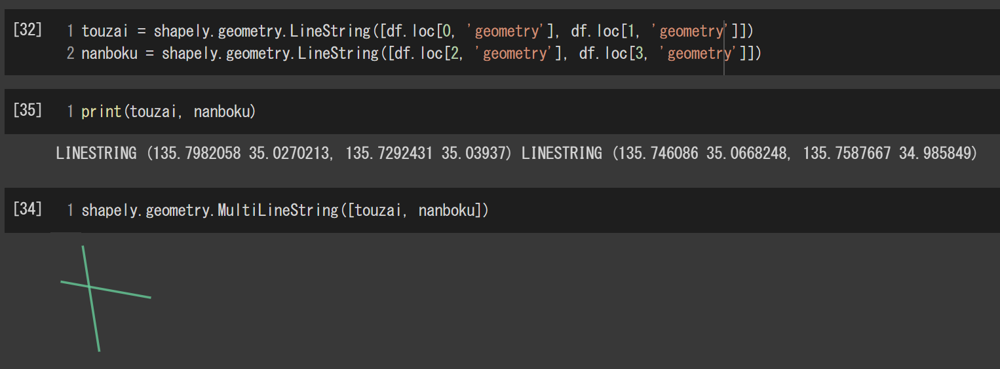 [32] 1 touzai = shapely.geometry.LineString([df.loc[0, 'geometry'], df.loc[1, 'geometry']])
2 nanboku = shapely.geometry.LineString([df.loc[2, 'geometry'], df.loc[3, 'geometry']])
[35] 1 print(touzai, nanboku)
LINESTRING (135.7982058 35.0270213, 135.7292431 35.03937) LINESTRING (135.746086 35.0668248, 135.7587667 34.985849)
[34] 1 shapely.geometry.MultiLineString([touzai, nanboku])